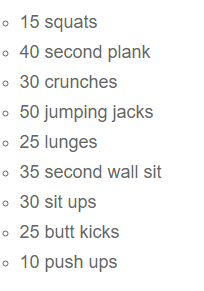 15 squats
40 second plank
30 crunches
50 jumping jacks
25 lunges
35 second wall sit
30 sit ups
25 butt kicks
10 push ups